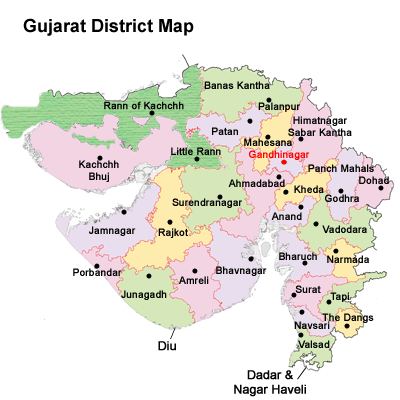 Gujarat District Map
Banas Kantha
Palanpur
Rann of Kachchh
Himatnagar
Patan
Sabar Kantha
Mahesana
Little Rann
Gandhinagar
Kachchh
Bhuj
Panch Mahals
Ahmadabad
Dohad
Kheda
Godhra
Surendranagar
Anand
Jamnagar
Rajkot
Vadodara
Bharuch
Narmada
Porbandar
Bhavnagar
Junagadh
Amreli
Surat
Tapi
The Dangs
Navsari
Diu
Valsad
Dadar &
Nagar Haveli